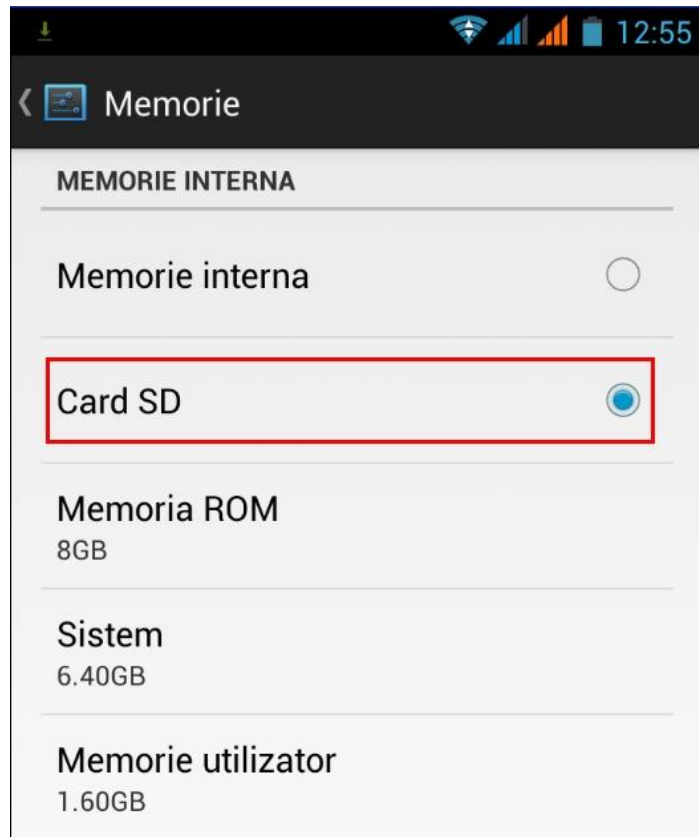 12:55
Memorie
MEMORIE INTERNA
Memorie interna
Card SD
Memoria ROM
8GB
Sistem
6.40GB
Memorie utilizator
1.60GB